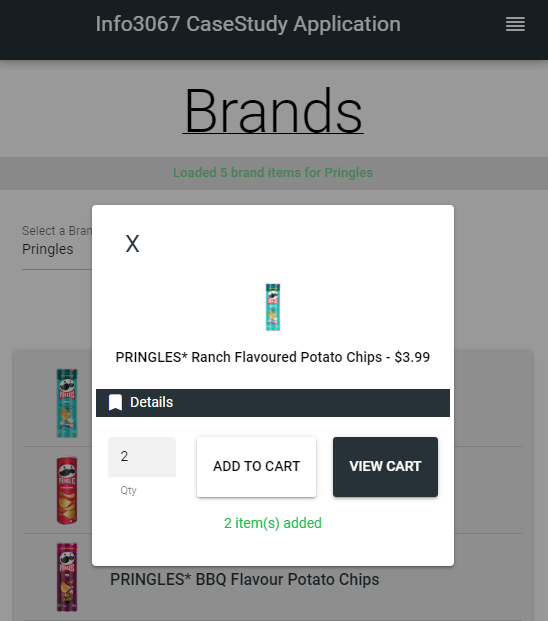 Info3067 CaseStudy Application
Brands
Loaded 5 brand items for Pringles
Select a Bran
Pringles
X
PRINGLES* Ranch Flavoured Potato Chips - $3.99
Details
2
ADD TO CART
VIEW CART
Qty
2 item(s) added
PRINGLES* BBQ Flavour Potato Chips